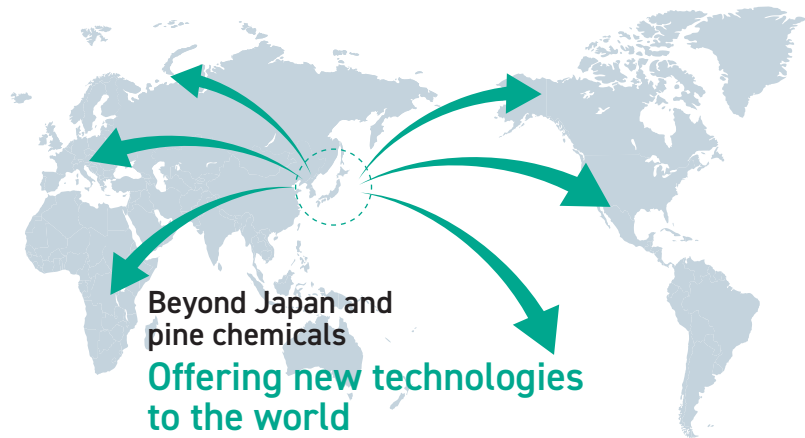 Beyond Japan and
pine chemicals
Offering new technologies
to the world